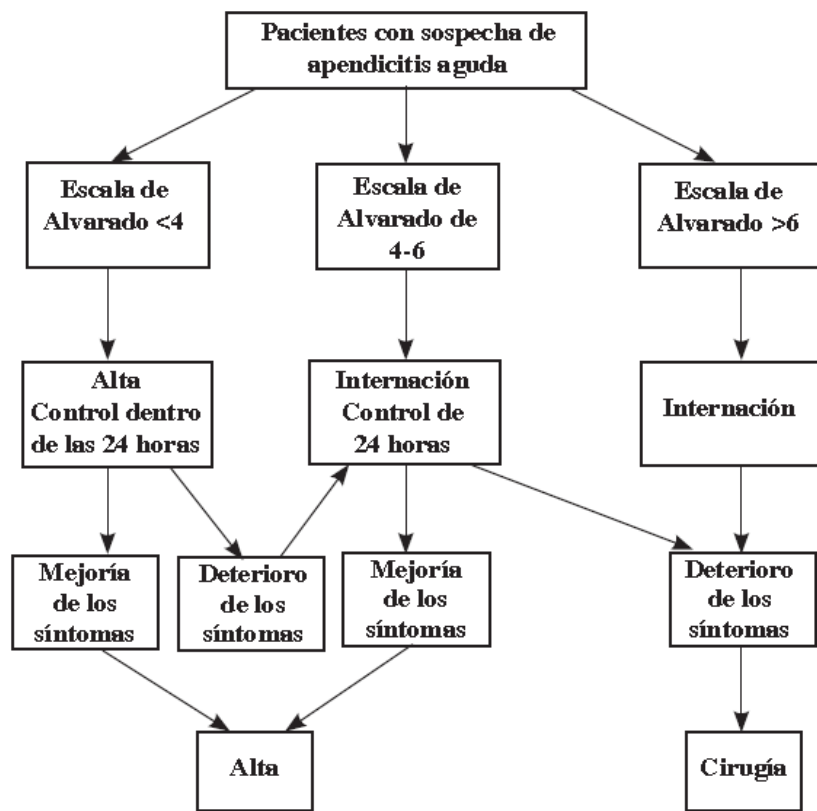 Pacientes con sospecha de
apendicitis aguda
Escala de
Alvarado <4
Escala de
Alvarado de
4-6
Escala de
Alvarado >6
Alta
Control dentro
de las 24 horas
Internación
Control de
24 horas
Internación
Mejoría
de los
síntomas
Deterioro
de los
síntomas
Mejoría
de los
síntomas
Deterioro
de los
síntomas
Alta
Cirugía